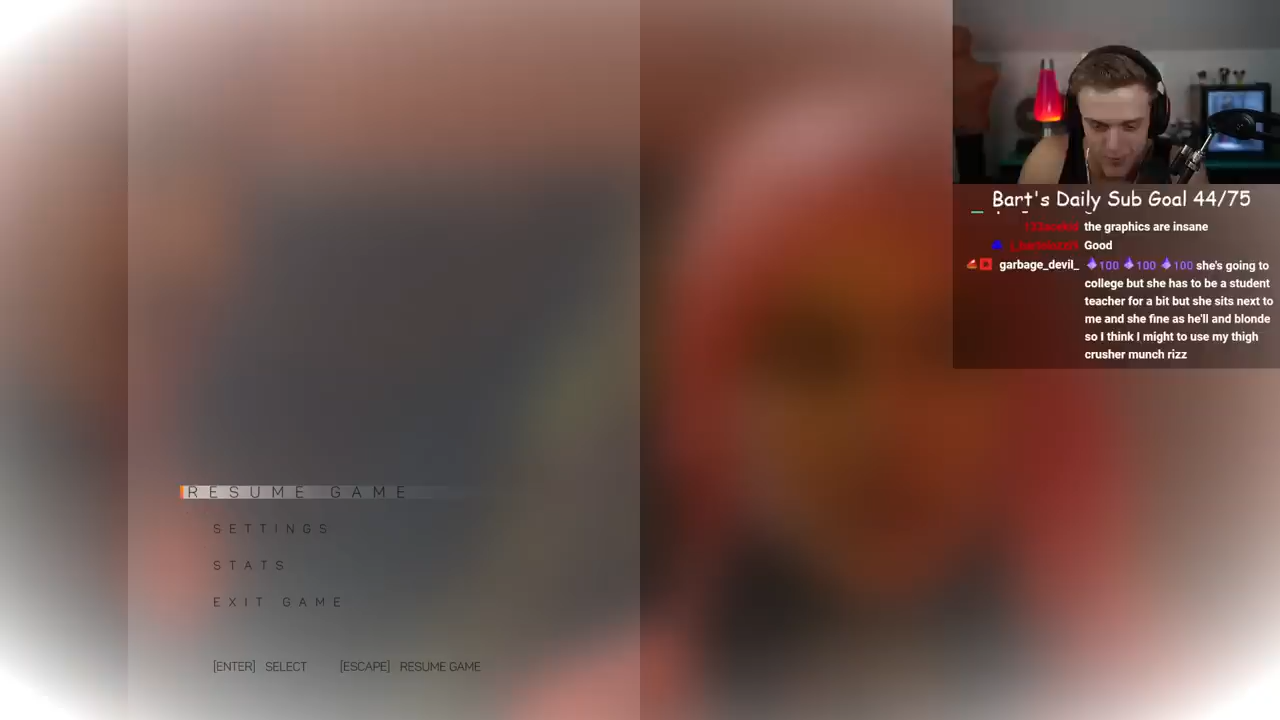 RESUME GAME
SETTINGS
STATS
EXIT GAME
[ENTER] SELECT [ESCAPE] RESUME GAME
Bart's Daily Sub Goal 44/75
the graphics are insane
Good
garbage_devil_ 100 100 100 she's going to
college but she has to be a student
teacher for a bit but she sits next to
me and she fine as he'll and blonde
so I think I might to use my thigh
crusher munch rizz